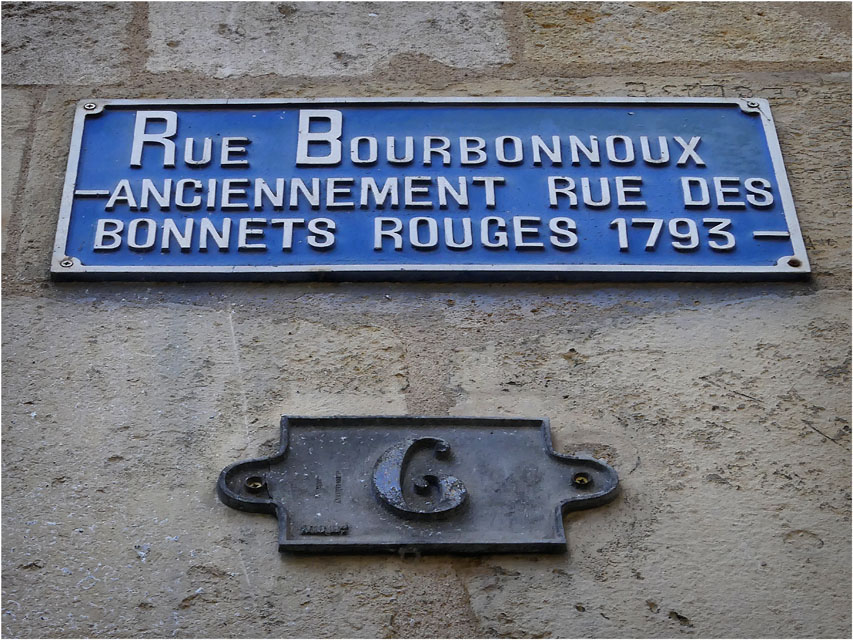 RUE BOURBONNOUX
-ANCIENNEMENT RUE DES
BONNETS ROUGES 1793-
6